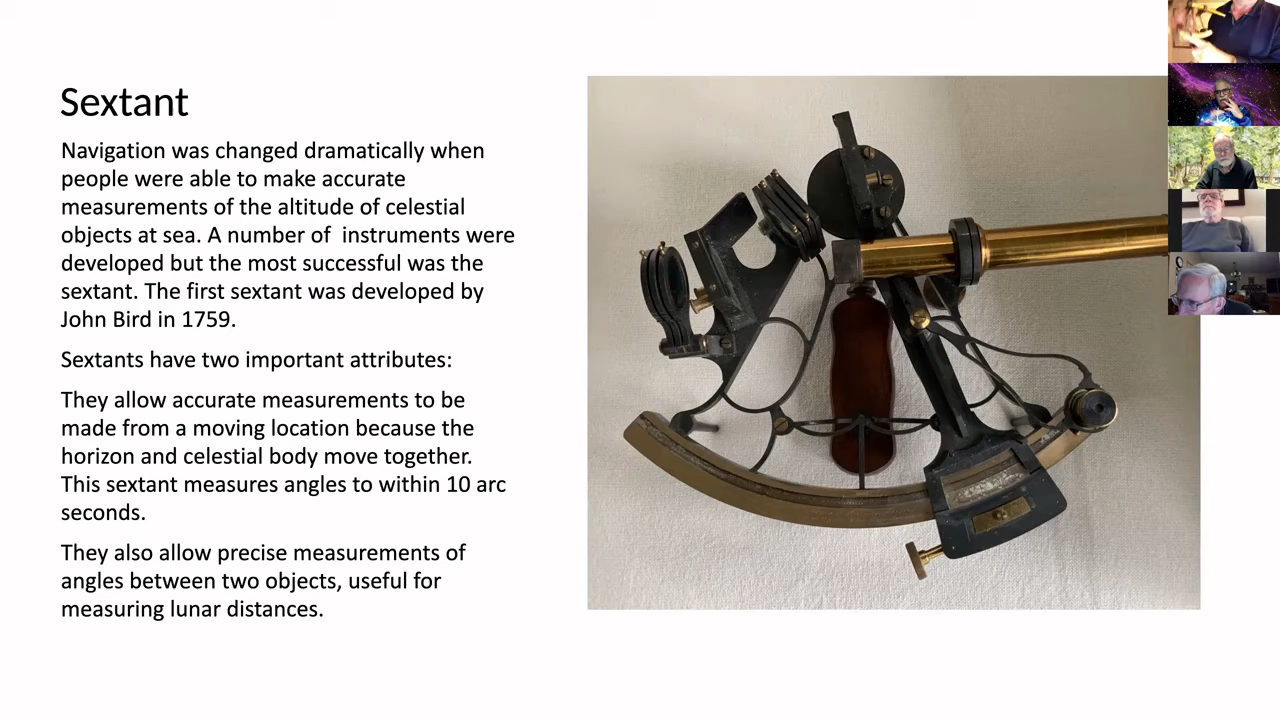 Sextant
Navigation was changed dramatically when
people were able to make accurate
measurements of the altitude of celestial
objects at sea. A number of  instruments were
developed but the most successful was the
sextant. The first sextant was developed by
John Bird in 1759.
Sextants have two important attributes:
They allow accurate measurements to be
made from a moving location because the
horizon and celestial body move together.
This sextant measures angles to within 10 arc
seconds.
They also allow precise measurements of
angles between two objects, useful for
measuring lunar distances.